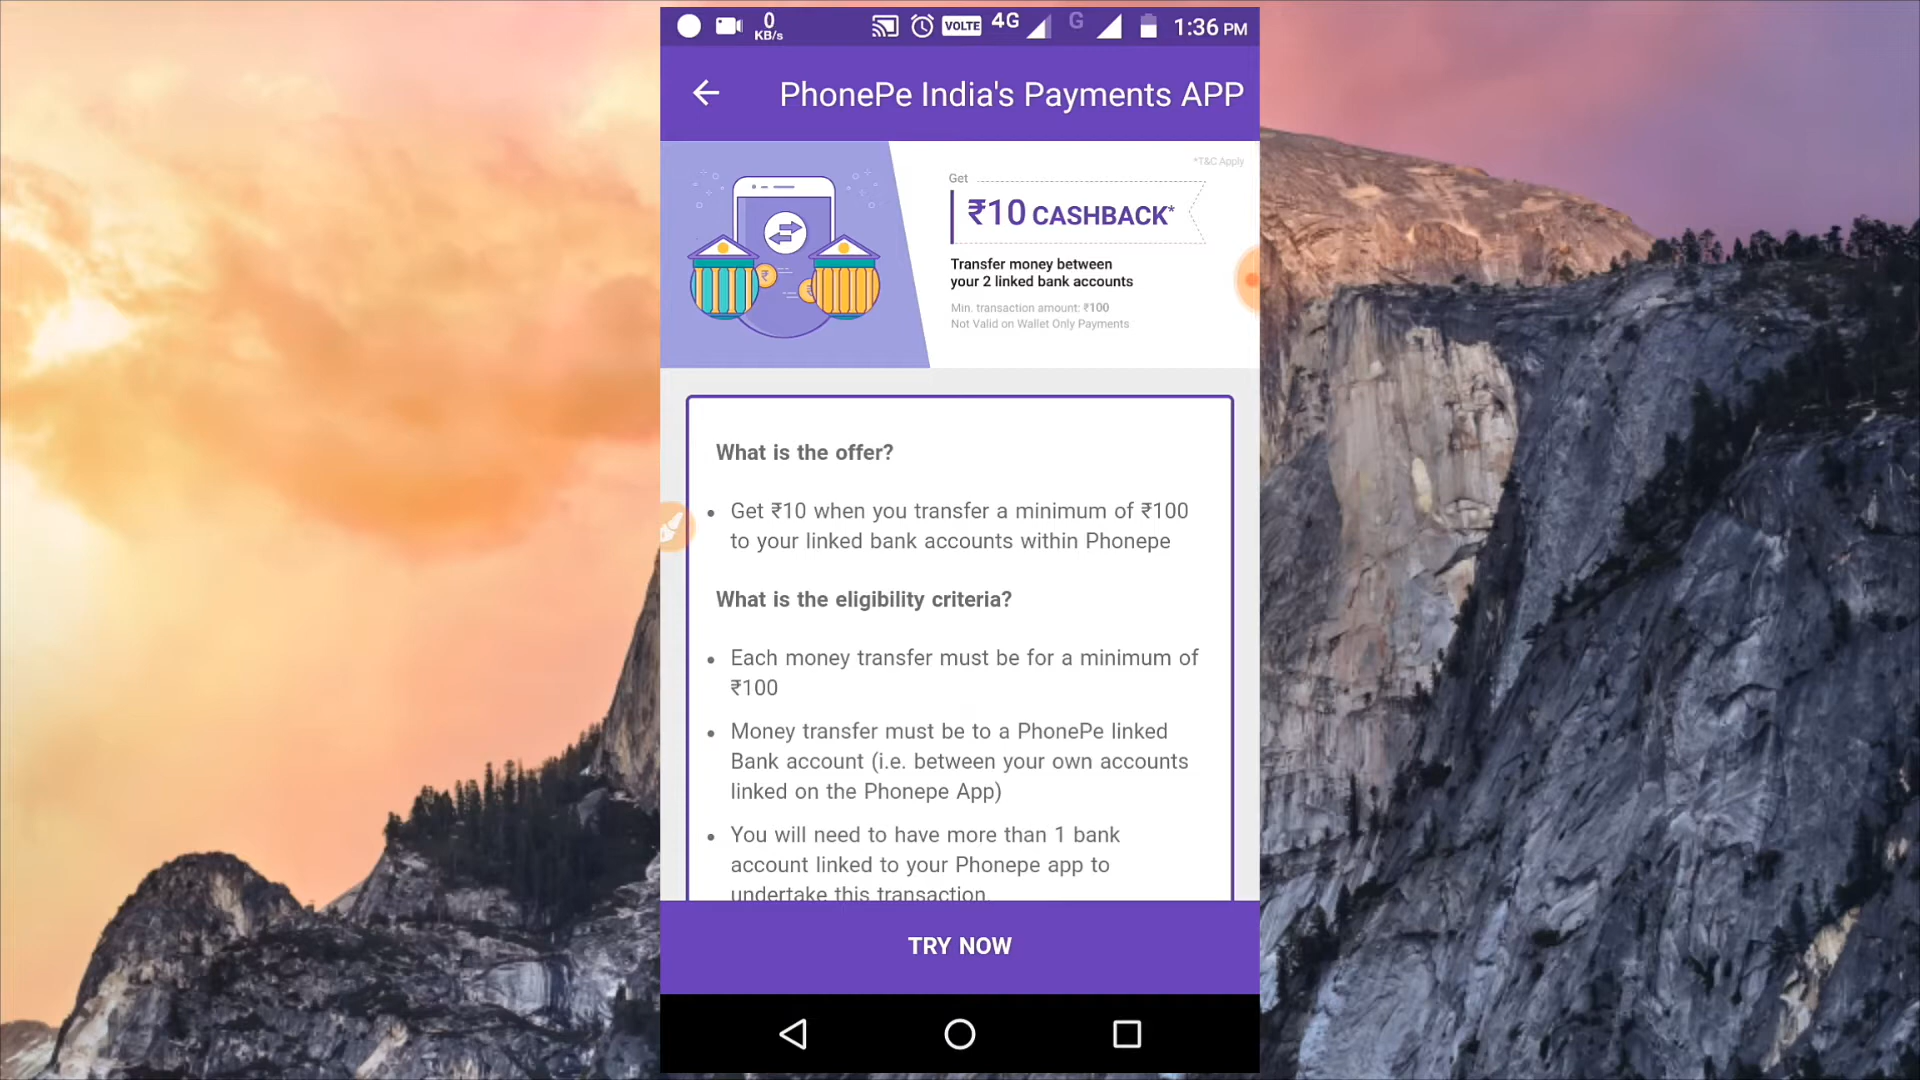 0
KB/s
VOLTE
4G
G
1:36 PM
PhonePe India's Payments APP
*T&C Apply
Get
₹10 CASHBACK*
Transfer money between
your 2 linked bank accounts
Min. transaction amount: ₹100
Not Valid on Wallet Only Payments
What is the offer?
• Get ₹10 when you transfer a minimum of ₹100
to your linked bank accounts within Phonepe
What is the eligibility criteria?
• Each money transfer must be for a minimum of
₹100
• Money transfer must be to a PhonePe linked
Bank account (i.e. between your own accounts
linked on the Phonepe App)
• You will need to have more than 1 bank
account linked to your Phonepe app to
undertake this transaction.
TRY NOW